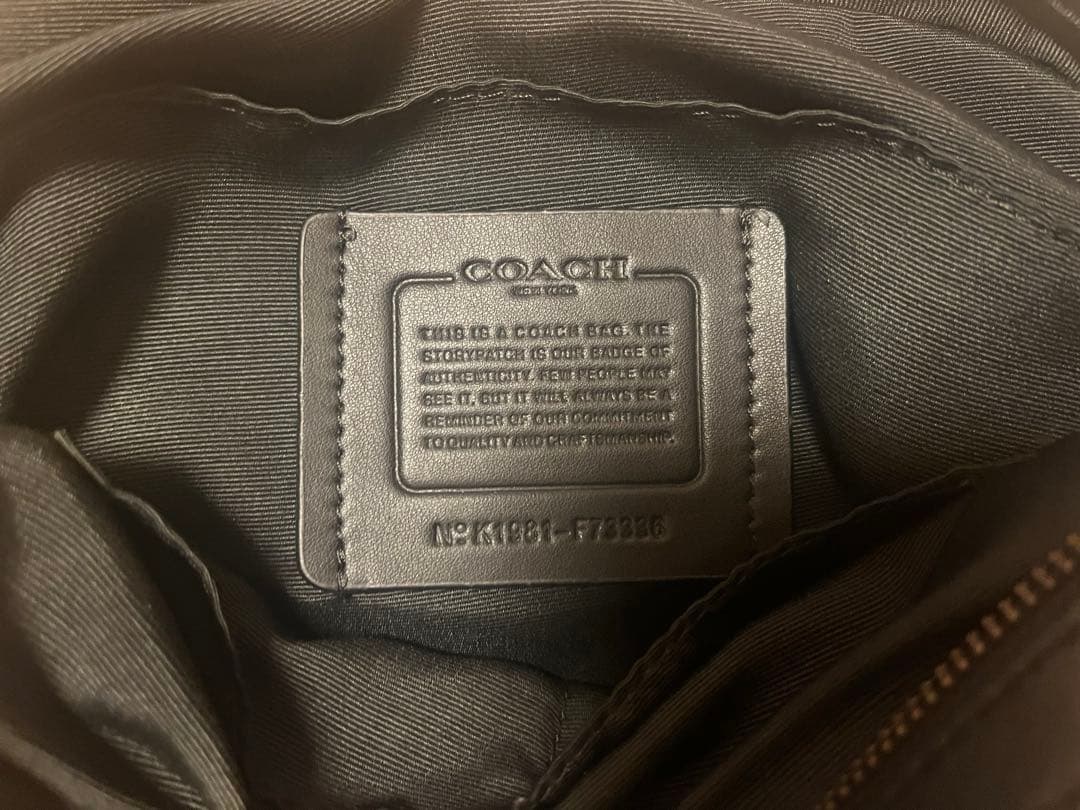 COACH
NEW YORK
THIS IS A COACH BAG. THE
STORYPATCH IS OUR BADGE OF
AUTHENTICITY. FEW PEOPLE MAY
SEE IT, BUT IT WILL ALWAYS BE A
REMINDER OF OUR COMMITMENT
TO QUALITY AND CRAFTSMANSHIP.
Nº K1981-F73336